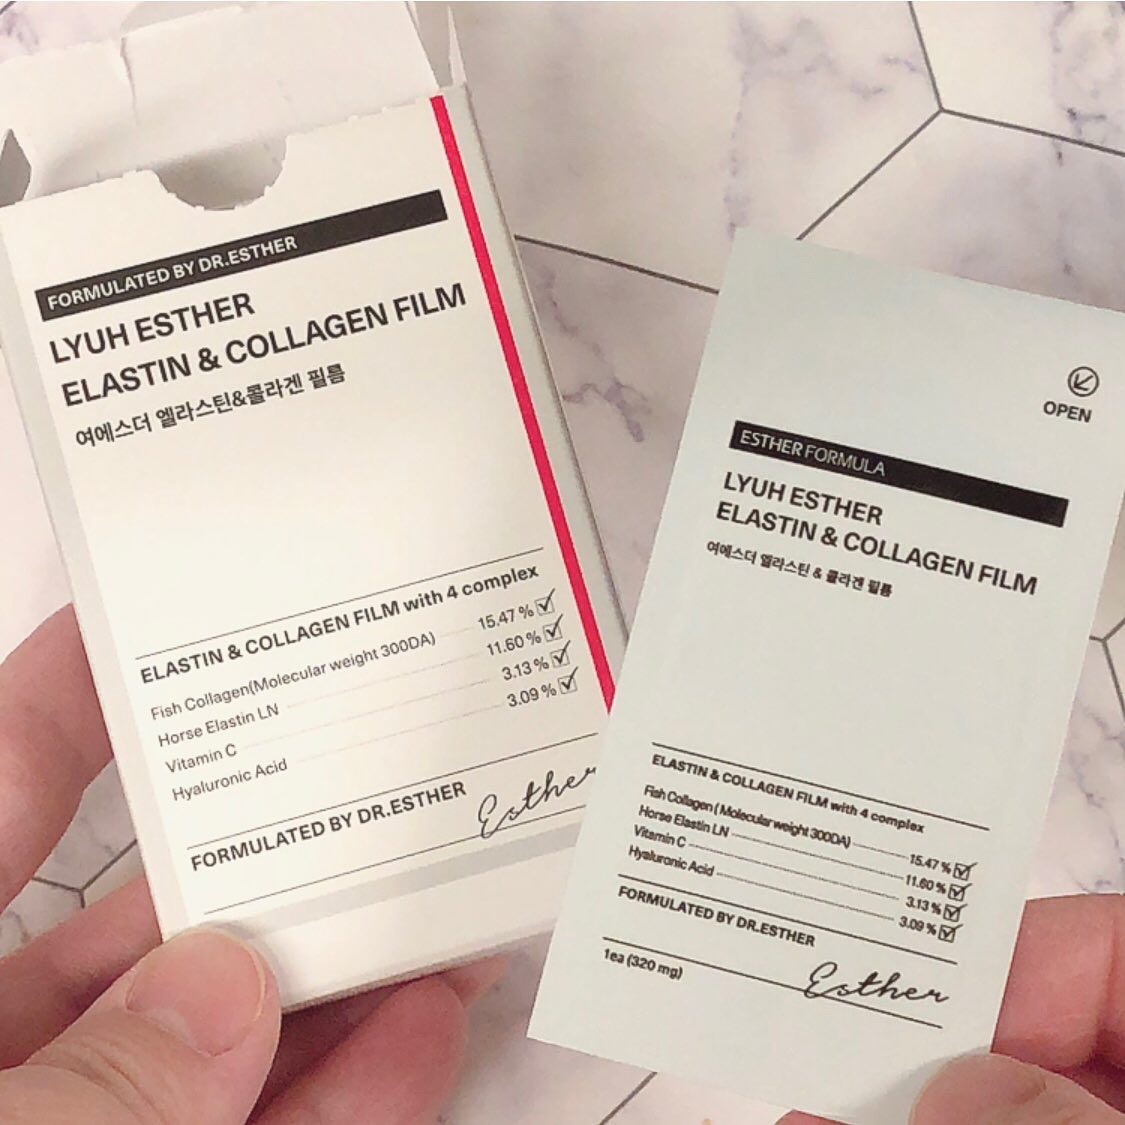 FORMULATED BY DR.ESTHER
LYUH ESTHER
ELASTIN & COLLAGEN FILM
여에스더 엘라스틴&콜라겐 필름
ELASTIN & COLLAGEN FILM with 4 complex
Fish Collagen(Molecular weight 300DA) 15.47 %
Horse Elastin LN 11.60 %
Vitamin C 3.13 %
Hyaluronic Acid 3.09 %
FORMULATED BY DR.ESTHER
Esther
OPEN
ESTHER FORMULA
LYUH ESTHER
ELASTIN & COLLAGEN FILM
여에스더 엘라스틴 & 콜라겐 필름
ELASTIN & COLLAGEN FILM with 4 complex
Fish Collagen ( Molecular weight 300DA) 15.47 %
Horse Elastin LN 11.60 %
Vitamin C 3.13 %
Hyaluronic Acid 3.09 %
FORMULATED BY DR.ESTHER
1ea (320 mg)
Esther